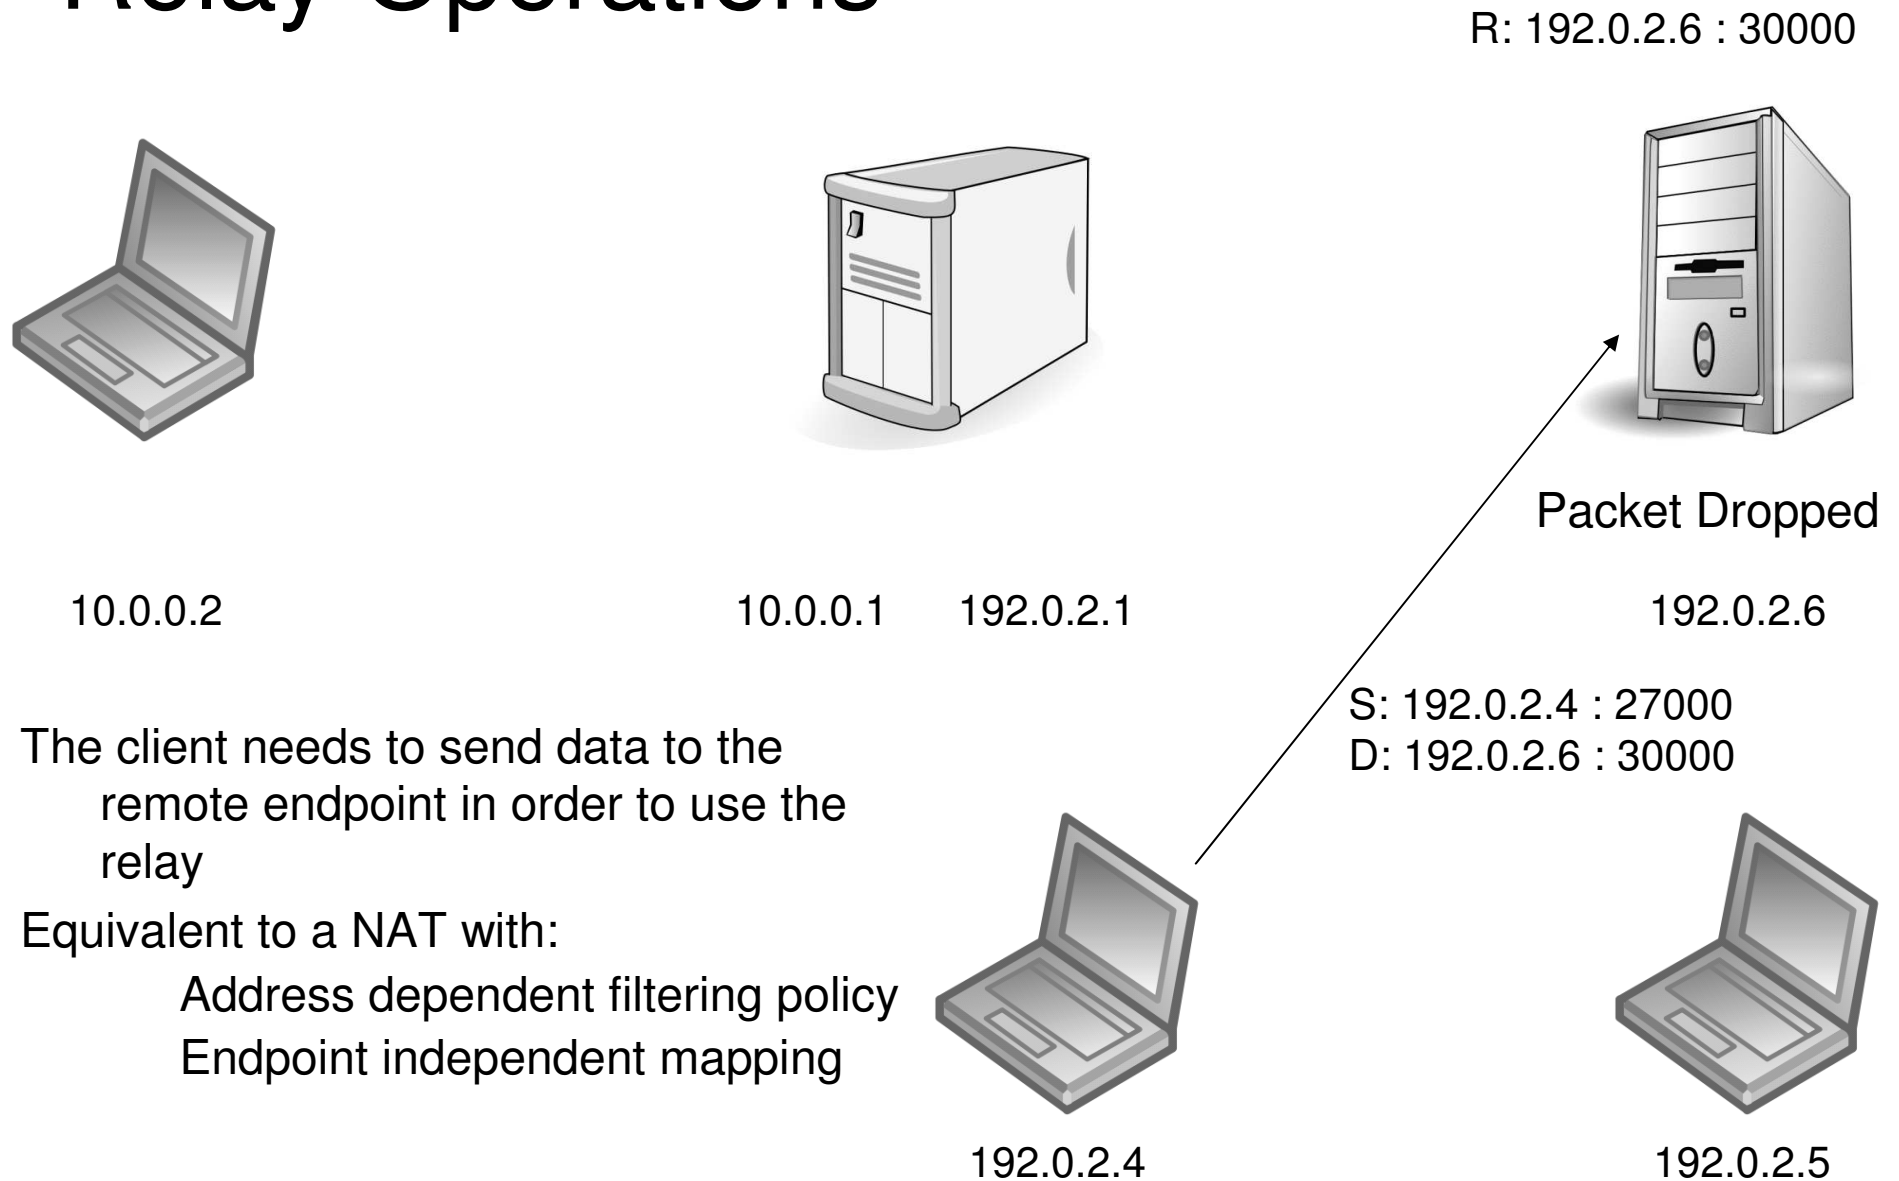 Relay Operations
R: 192.0.2.6 : 30000
Packet Dropped
10.0.0.2
10.0.0.1
192.0.2.1
192.0.2.6
S: 192.0.2.4 : 27000
D: 192.0.2.6 : 30000
The client needs to send data to the
remote endpoint in order to use the
relay
Equivalent to a NAT with:
Address dependent filtering policy
Endpoint independent mapping
192.0.2.4
192.0.2.5